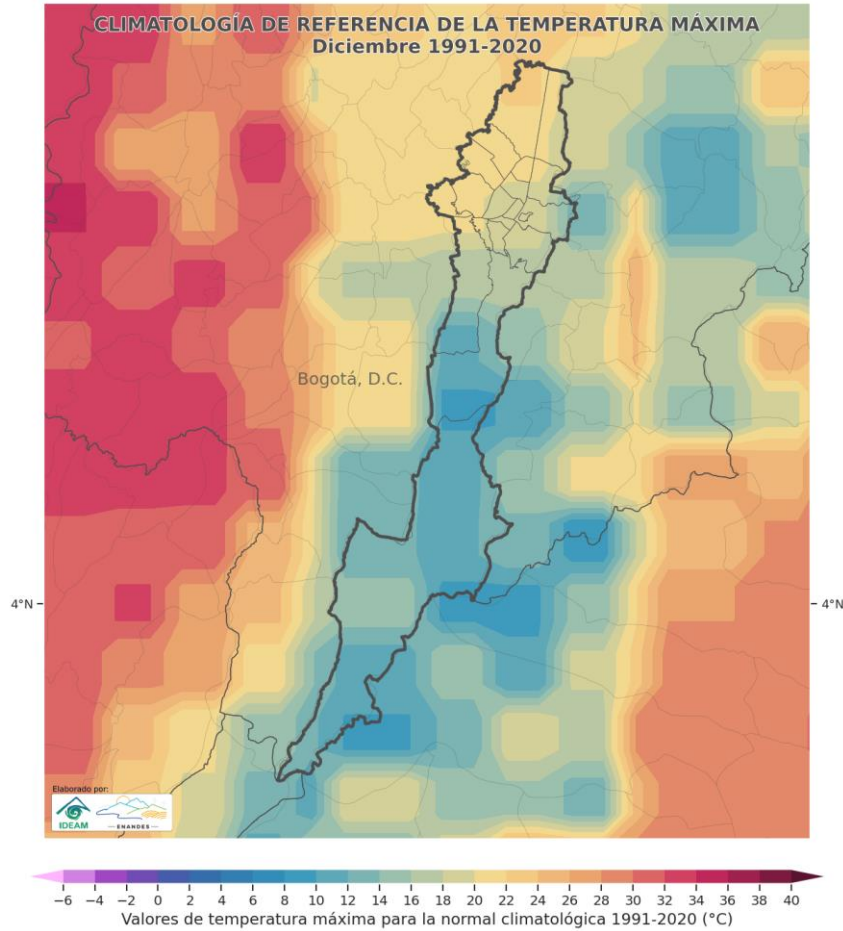 CLIMATOLOGÍA DE REFERENCIA DE LA TEMPERATURA MÁXIMA
Diciembre 1991-2020
Bogotá, D.C.
4°N
4°N
Elaborado por:
IDEAM
ENANDES
−6 −4 −2 0 2 4 6 8 10 12 14 16 18 20 22 24 26 28 30 32 34 36 38 40
Valores de temperatura máxima para la normal climatológica 1991-2020 (°C)